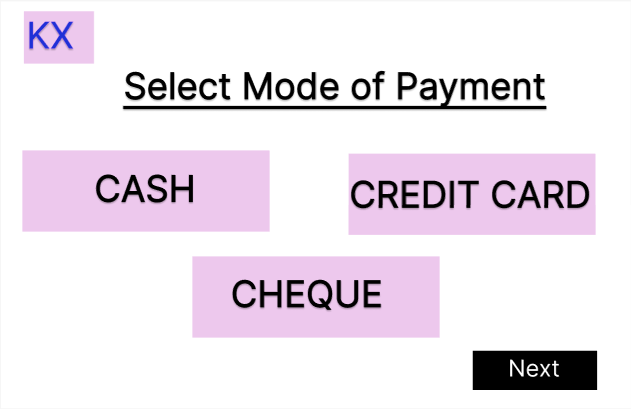 KX
Select Mode of Payment
CASH
CREDIT CARD
CHEQUE
Next